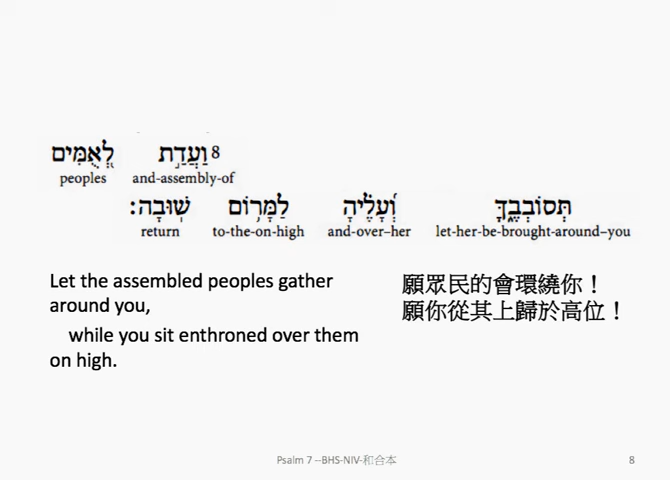 8 וַעֲדַ֣ת לְ֭אֻמִּים
and-assembly-of peoples
תְּסוֹבְבֶ֑ךָּ וְ֝עָלֶ֗יהָ לַמָּר֥וֹם שֽׁוּבָה׃
let-her-be-brought-around–you and-over–her to-the-on-high return
Let the assembled peoples gather
around you,
while you sit enthroned over them
on high.
願眾民的會環繞你！
願你從其上歸於高位！
Psalm 7 --BHS-NIV-和合本
8